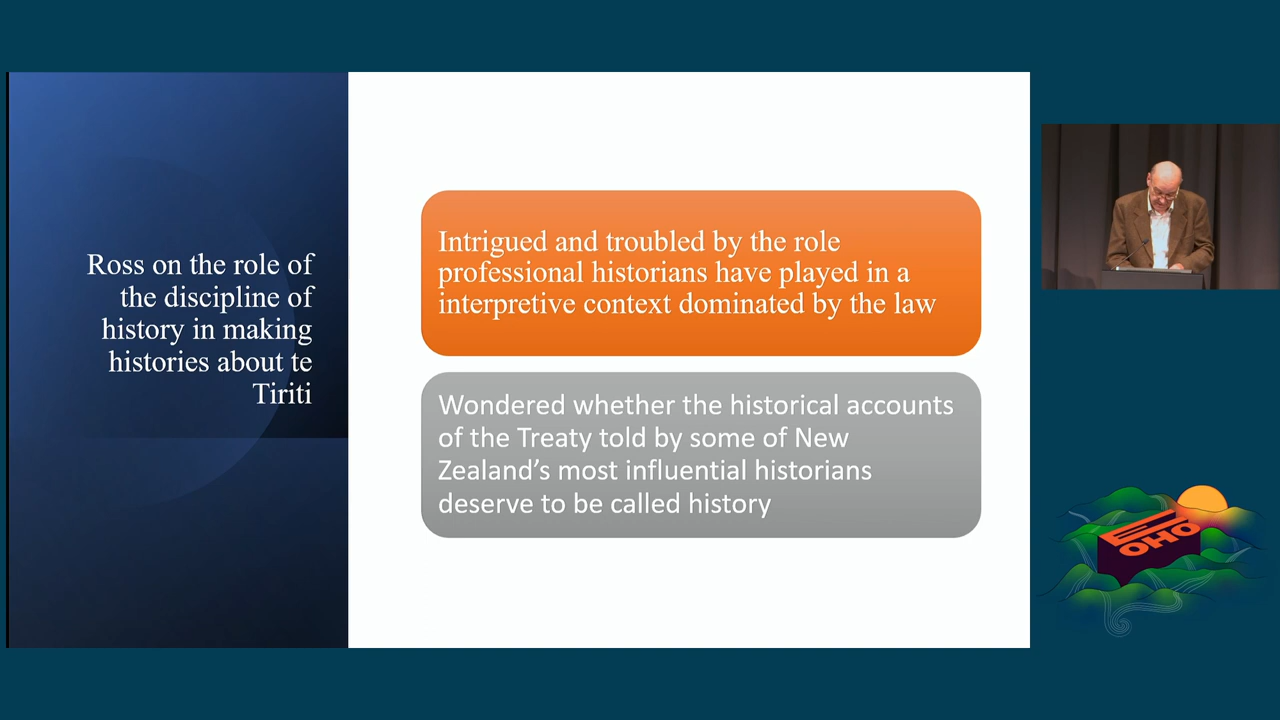 Ross on the role of
the discipline of
history in making
histories about te
Tiriti
Intrigued and troubled by the role
professional historians have played in a
interpretive context dominated by the law
Wondered whether the historical accounts
of the Treaty told by some of New
Zealand’s most influential historians
deserve to be called history
E
OHO